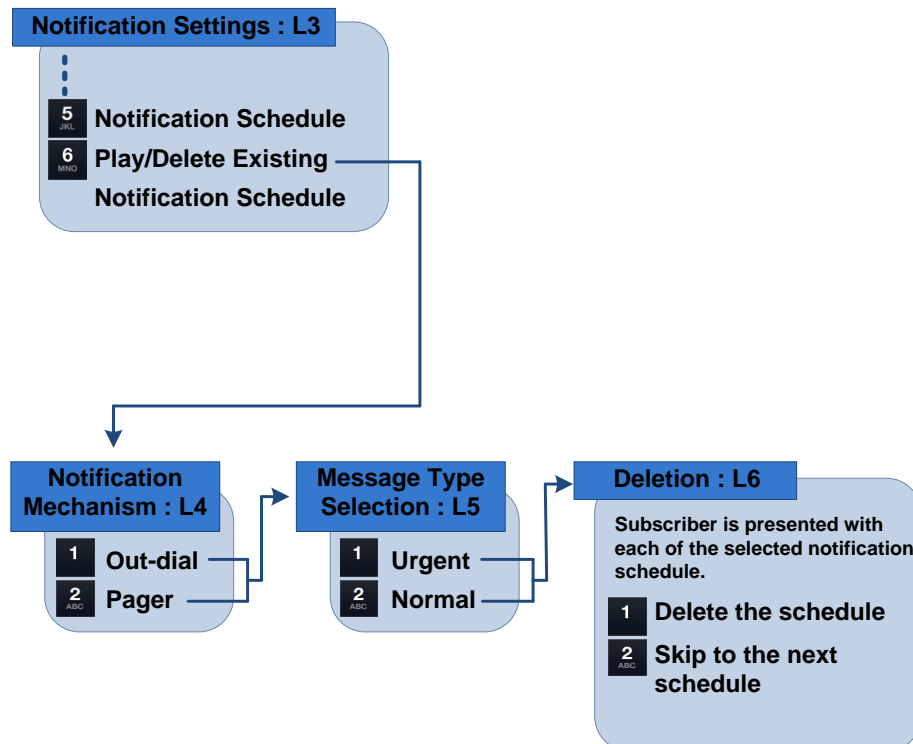 Notification Settings : L3
5
JKL
Notification Schedule
6
MNO
Play/Delete Existing
Notification Schedule
Notification
Mechanism : L4
1
Out-dial
2
ABC
Pager
Message Type
Selection : L5
1
Urgent
2
ABC
Normal
Deletion : L6
Subscriber is presented with
each of the selected notification
schedule.
1
Delete the schedule
2
ABC
Skip to the next
schedule